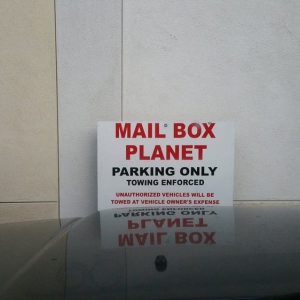 MAIL BOX
PLANET
PARKING ONLY
TOWING ENFORCED
UNAUTHORIZED VEHICLES WILL BE
TOWED AT VEHICLE OWNER'S EXPENSE